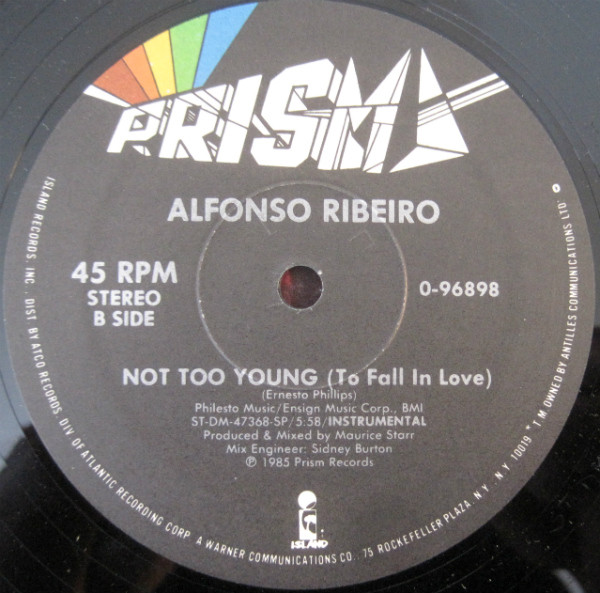 PRISM
ALFONSO RIBEIRO
45 RPM
STEREO
B SIDE
0-96898
NOT TOO YOUNG (To Fall In Love)
(Ernesto Phillips)
Philesto Music/Ensign Music Corp., BMI
ST-DM-47368-SP/5:58/INSTRUMENTAL
Produced & Mixed by Maurice Starr
Mix Engineer: Sidney Burton
℗ 1985 Prism Records
i
ISLAND
ISLAND RECORDS, INC., DIST. BY ATCO RECORDS, DIV. OF ATLANTIC RECORDING CORP. A WARNER COMMUNICATIONS CO., 75 ROCKEFELLER PLAZA, N.Y., N.Y. 10019 * T.M. OWNED BY ANTILLES COMMUNICATIONS LTD. O